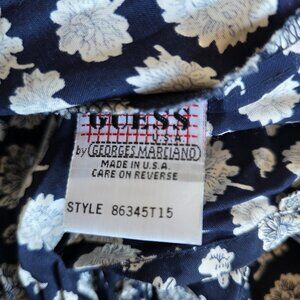 GUESS
U.S.A.
by GEORGES MARCIANO
MADE IN U.S.A.
CARE ON REVERSE
STYLE 86345T15